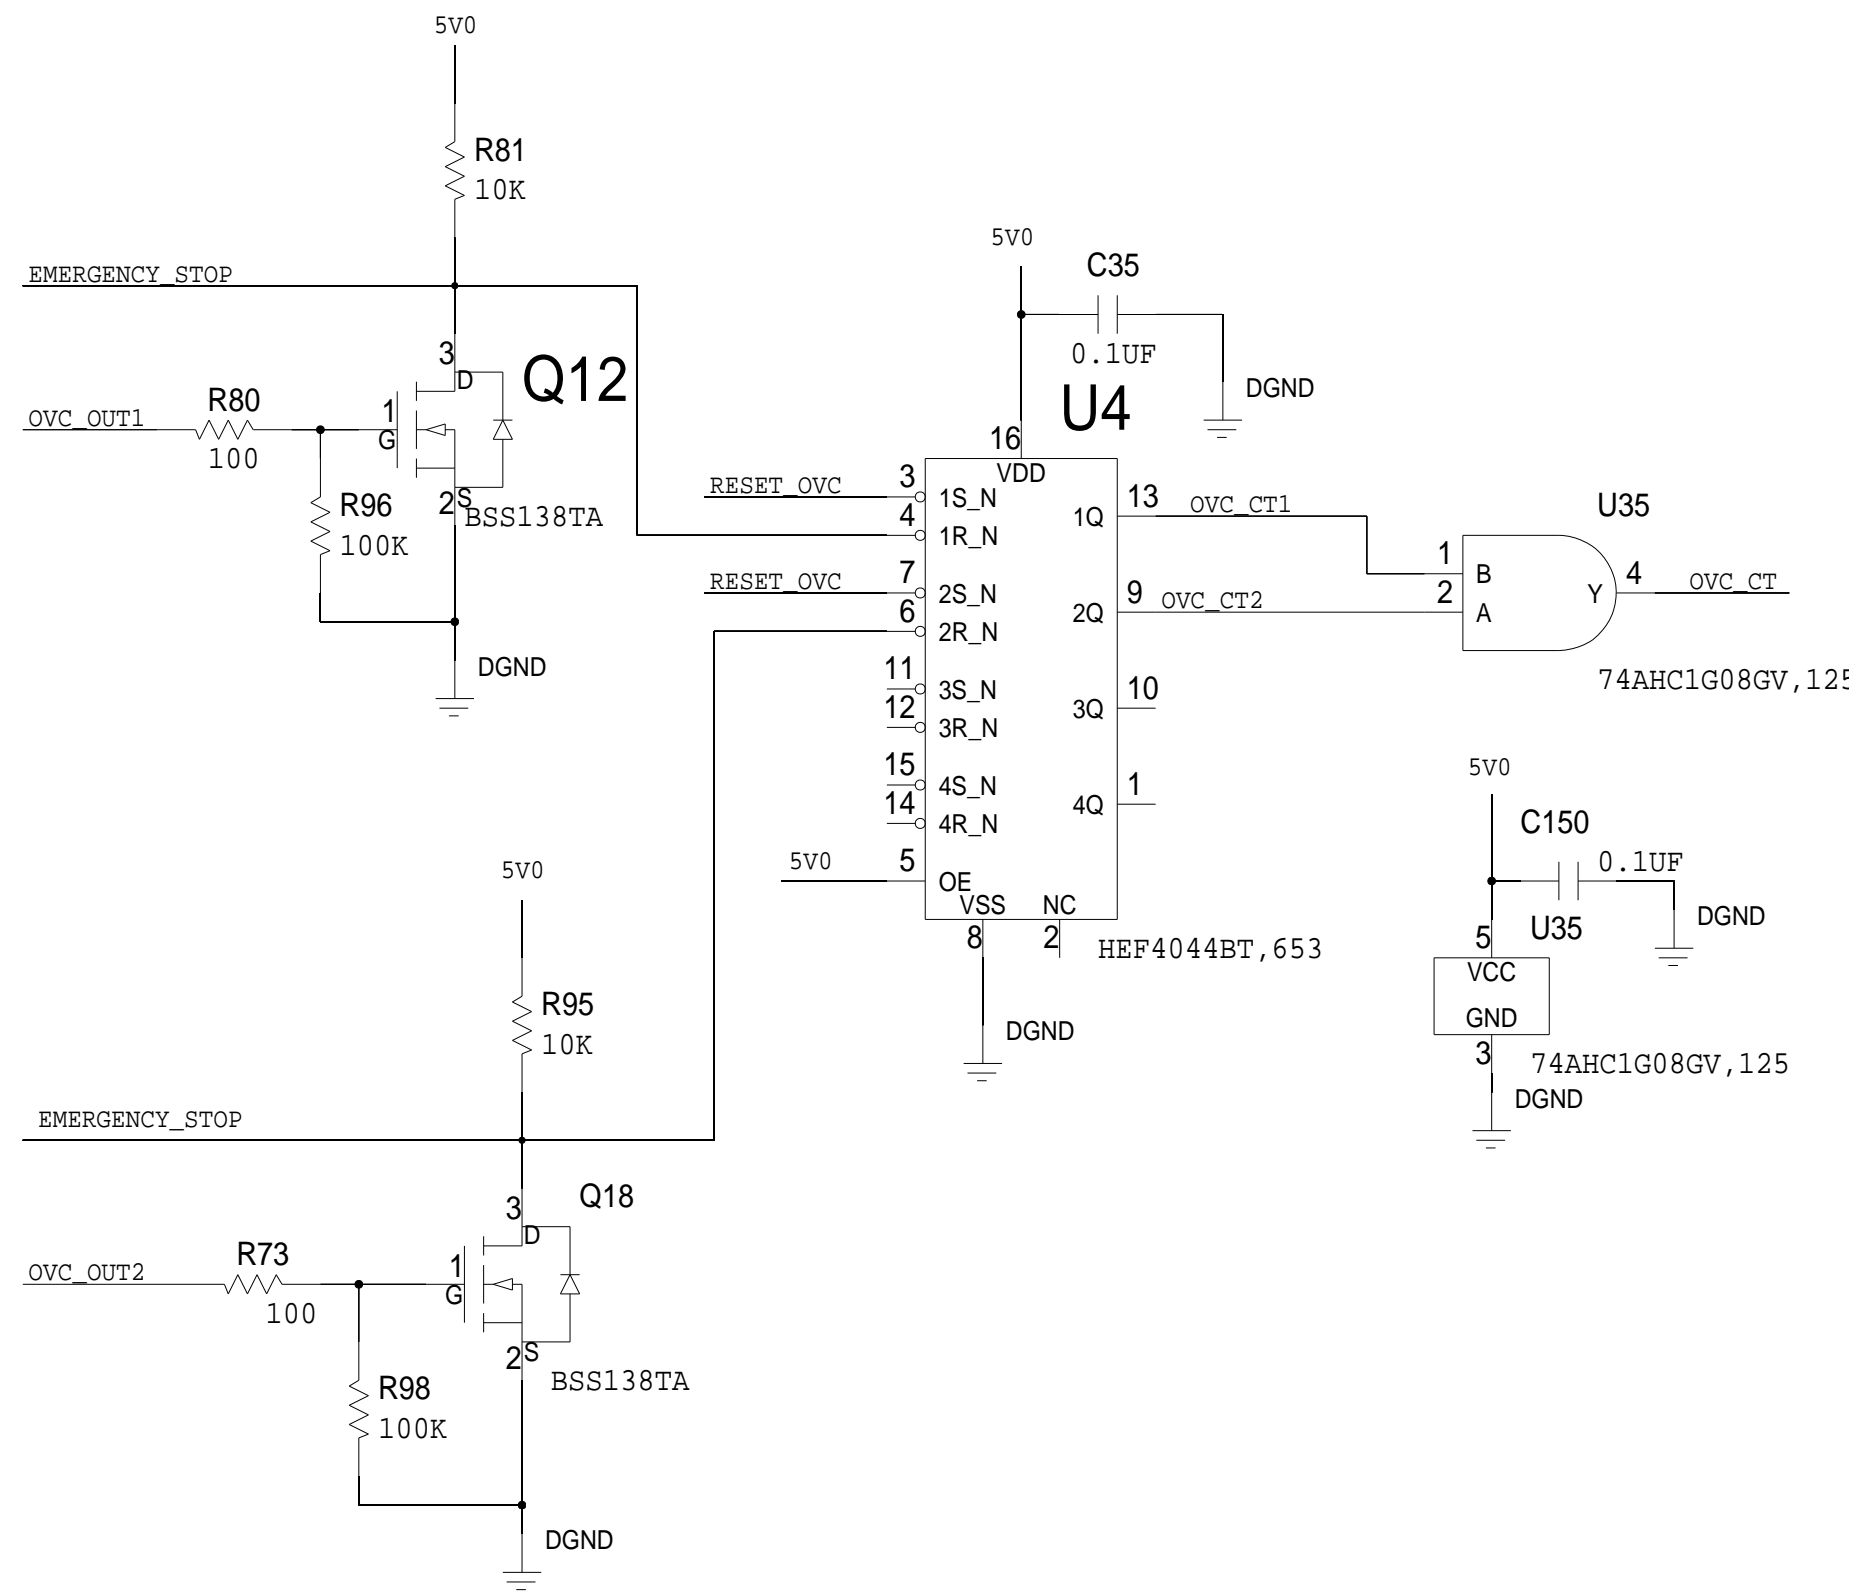 5V0
R81
10K
EMERGENCY_STOP
3
D
Q12
R80
1
OVC_OUT1
G
100
R96
2
S
BSS138TA
100K
DGND
5V0
C35
0.1UF
DGND
U4
16
VDD
RESET_OVC
3
1S_N
4
1R_N
RESET_OVC
7
2S_N
6
2R_N
11
3S_N
12
3R_N
15
4S_N
14
4R_N
5V0
5
OE
VSS
NC
8
2
HEF4044BT,653
DGND
1Q
13
OVC_CT1
2Q
9
OVC_CT2
3Q
10
4Q
1
U35
1
B
2
A
Y
4
OVC_CT
74AHC1G08GV,125
5V0
C150
0.1UF
DGND
U35
5
VCC
GND
3
74AHC1G08GV,125
DGND
5V0
R95
10K
EMERGENCY_STOP
3
D
Q18
R73
1
OVC_OUT2
G
100
2
S
BSS138TA
R98
100K
DGND